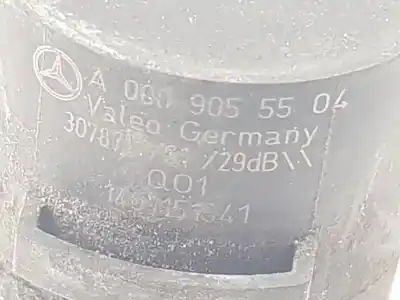 A 000 905 55 04
Valeo Germany
/29dB\\
Q01